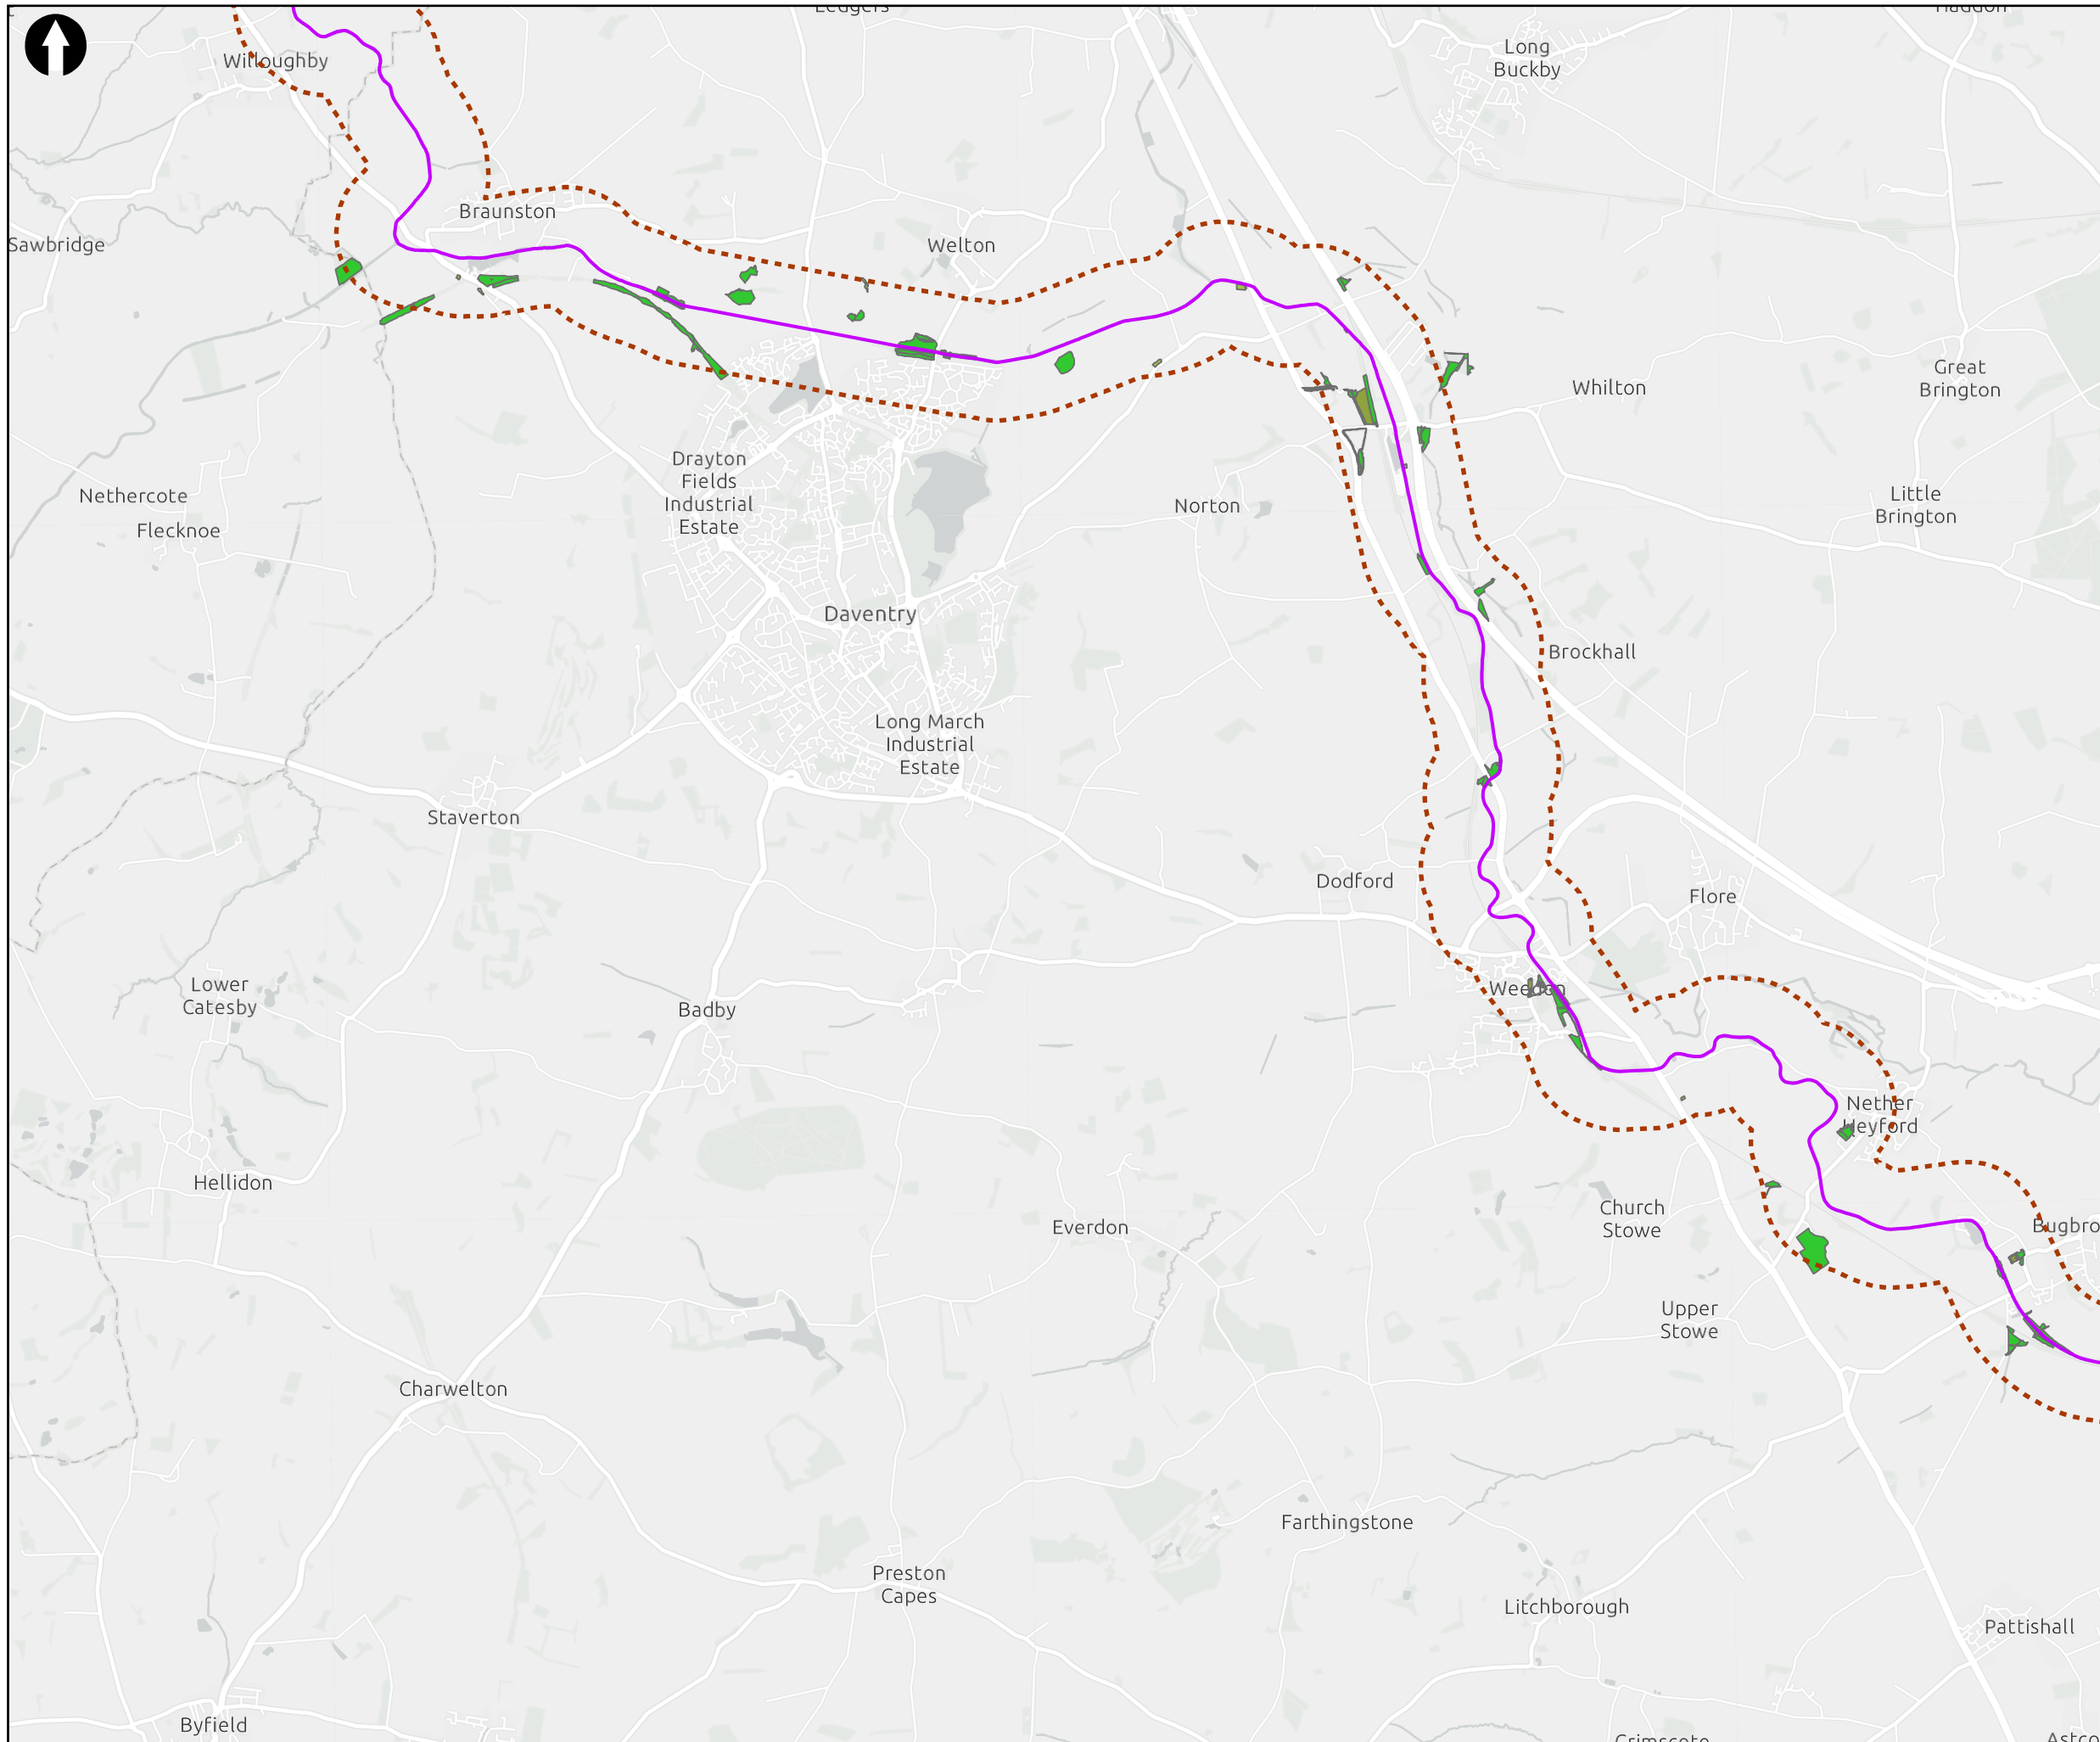 Willoughby
Long
Buckby
Braunston
Sawbridge
Welton
Great
Brington
Whilton
Drayton
Fields
Industrial
Estate
Nethercote
Flecknoe
Norton
Little
Brington
Daventry
Brockhall
Long March
Industrial
Estate
Staverton
Dodford
Flore
Lower
Catesby
Badby
Weedon
Nether
Heyford
Hellidon
Church
Stowe
Everdon
Bugbro
Upper
Stowe
Charwelton
Farthingstone
Preston
Capes
Litchborough
Pattishall
Byfield